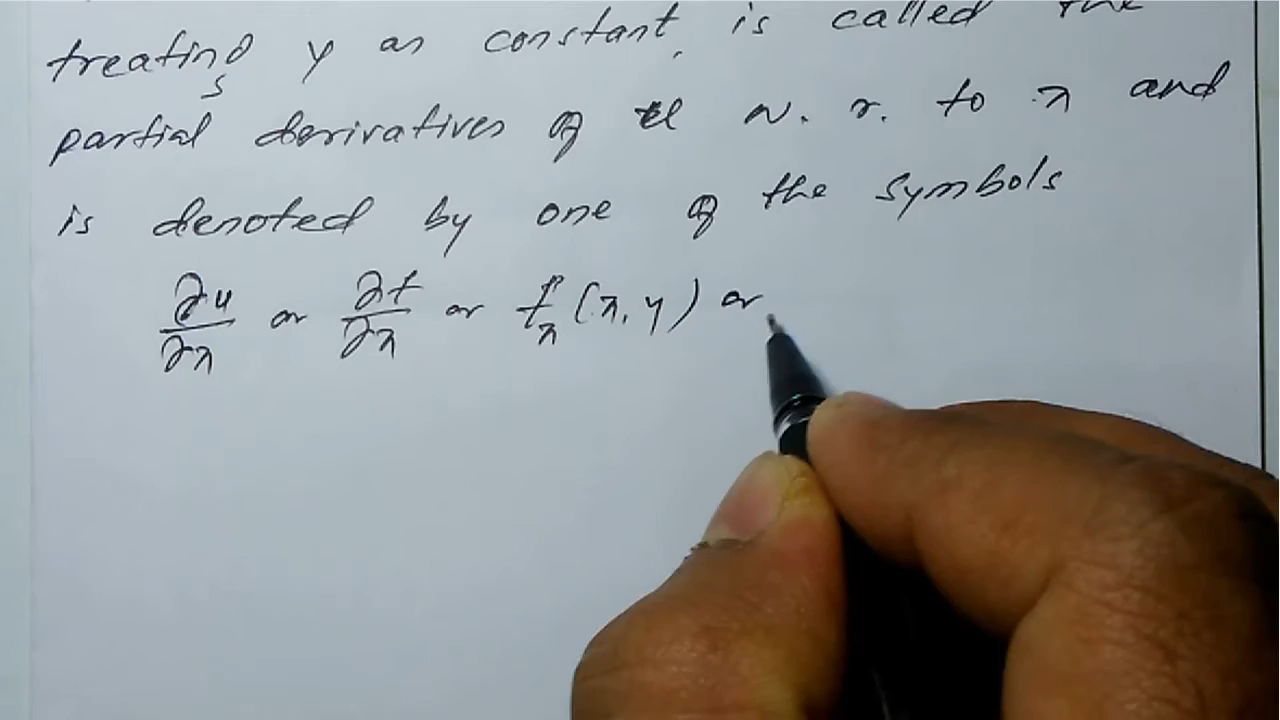 treating y as constant, is called the
partial derivatives of u w. r. to x and
is denoted by one of the symbols
∂u/∂x or ∂f/∂x or f_x (x, y) or